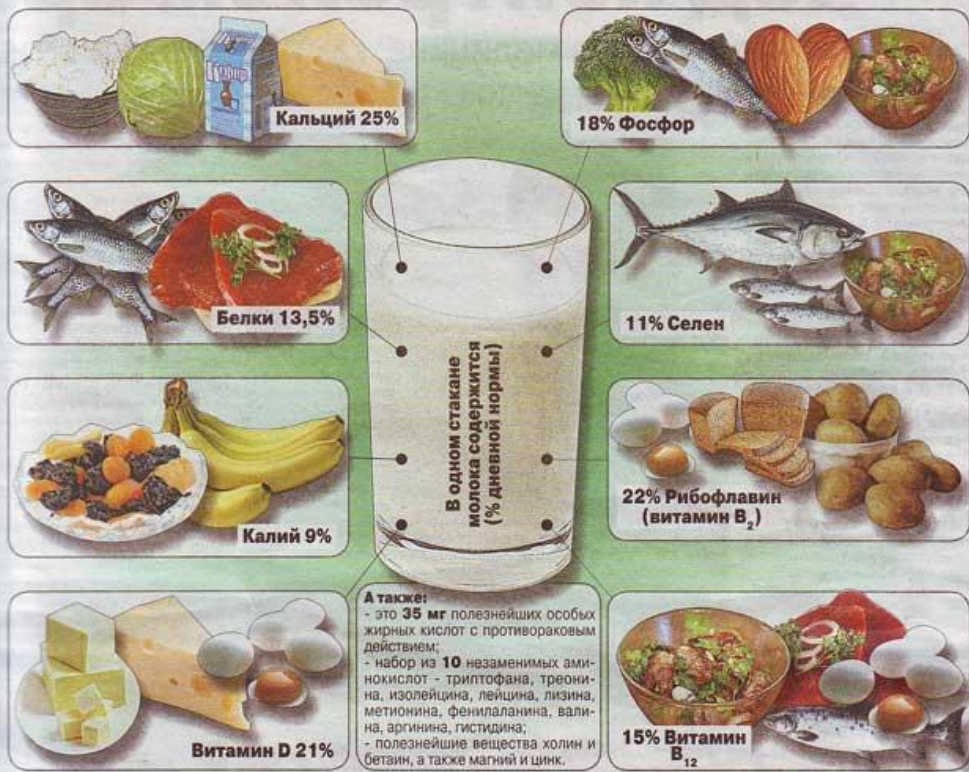 Кефир
Кальций 25%
18% Фосфор
Белки 13,5%
11% Селен
В одном стакане
молока содержится
(% дневной нормы)
Калий 9%
22% Рибофлавин
(витамин B₂)
Витамин D 21%
А также:
- это 35 мг полезнейших особых
жирных кислот с противораковым
действием;
- набор из 10 незаменимых ами-
нокислот - триптофана, треони-
на, изолейцина, лейцина, лизина,
метионина, фенилаланина, вали-
на, аргинина, гистидина;
- полезнейшие вещества холин и
бетаин, а также магний и цинк.
15% Витамин
B₁₂